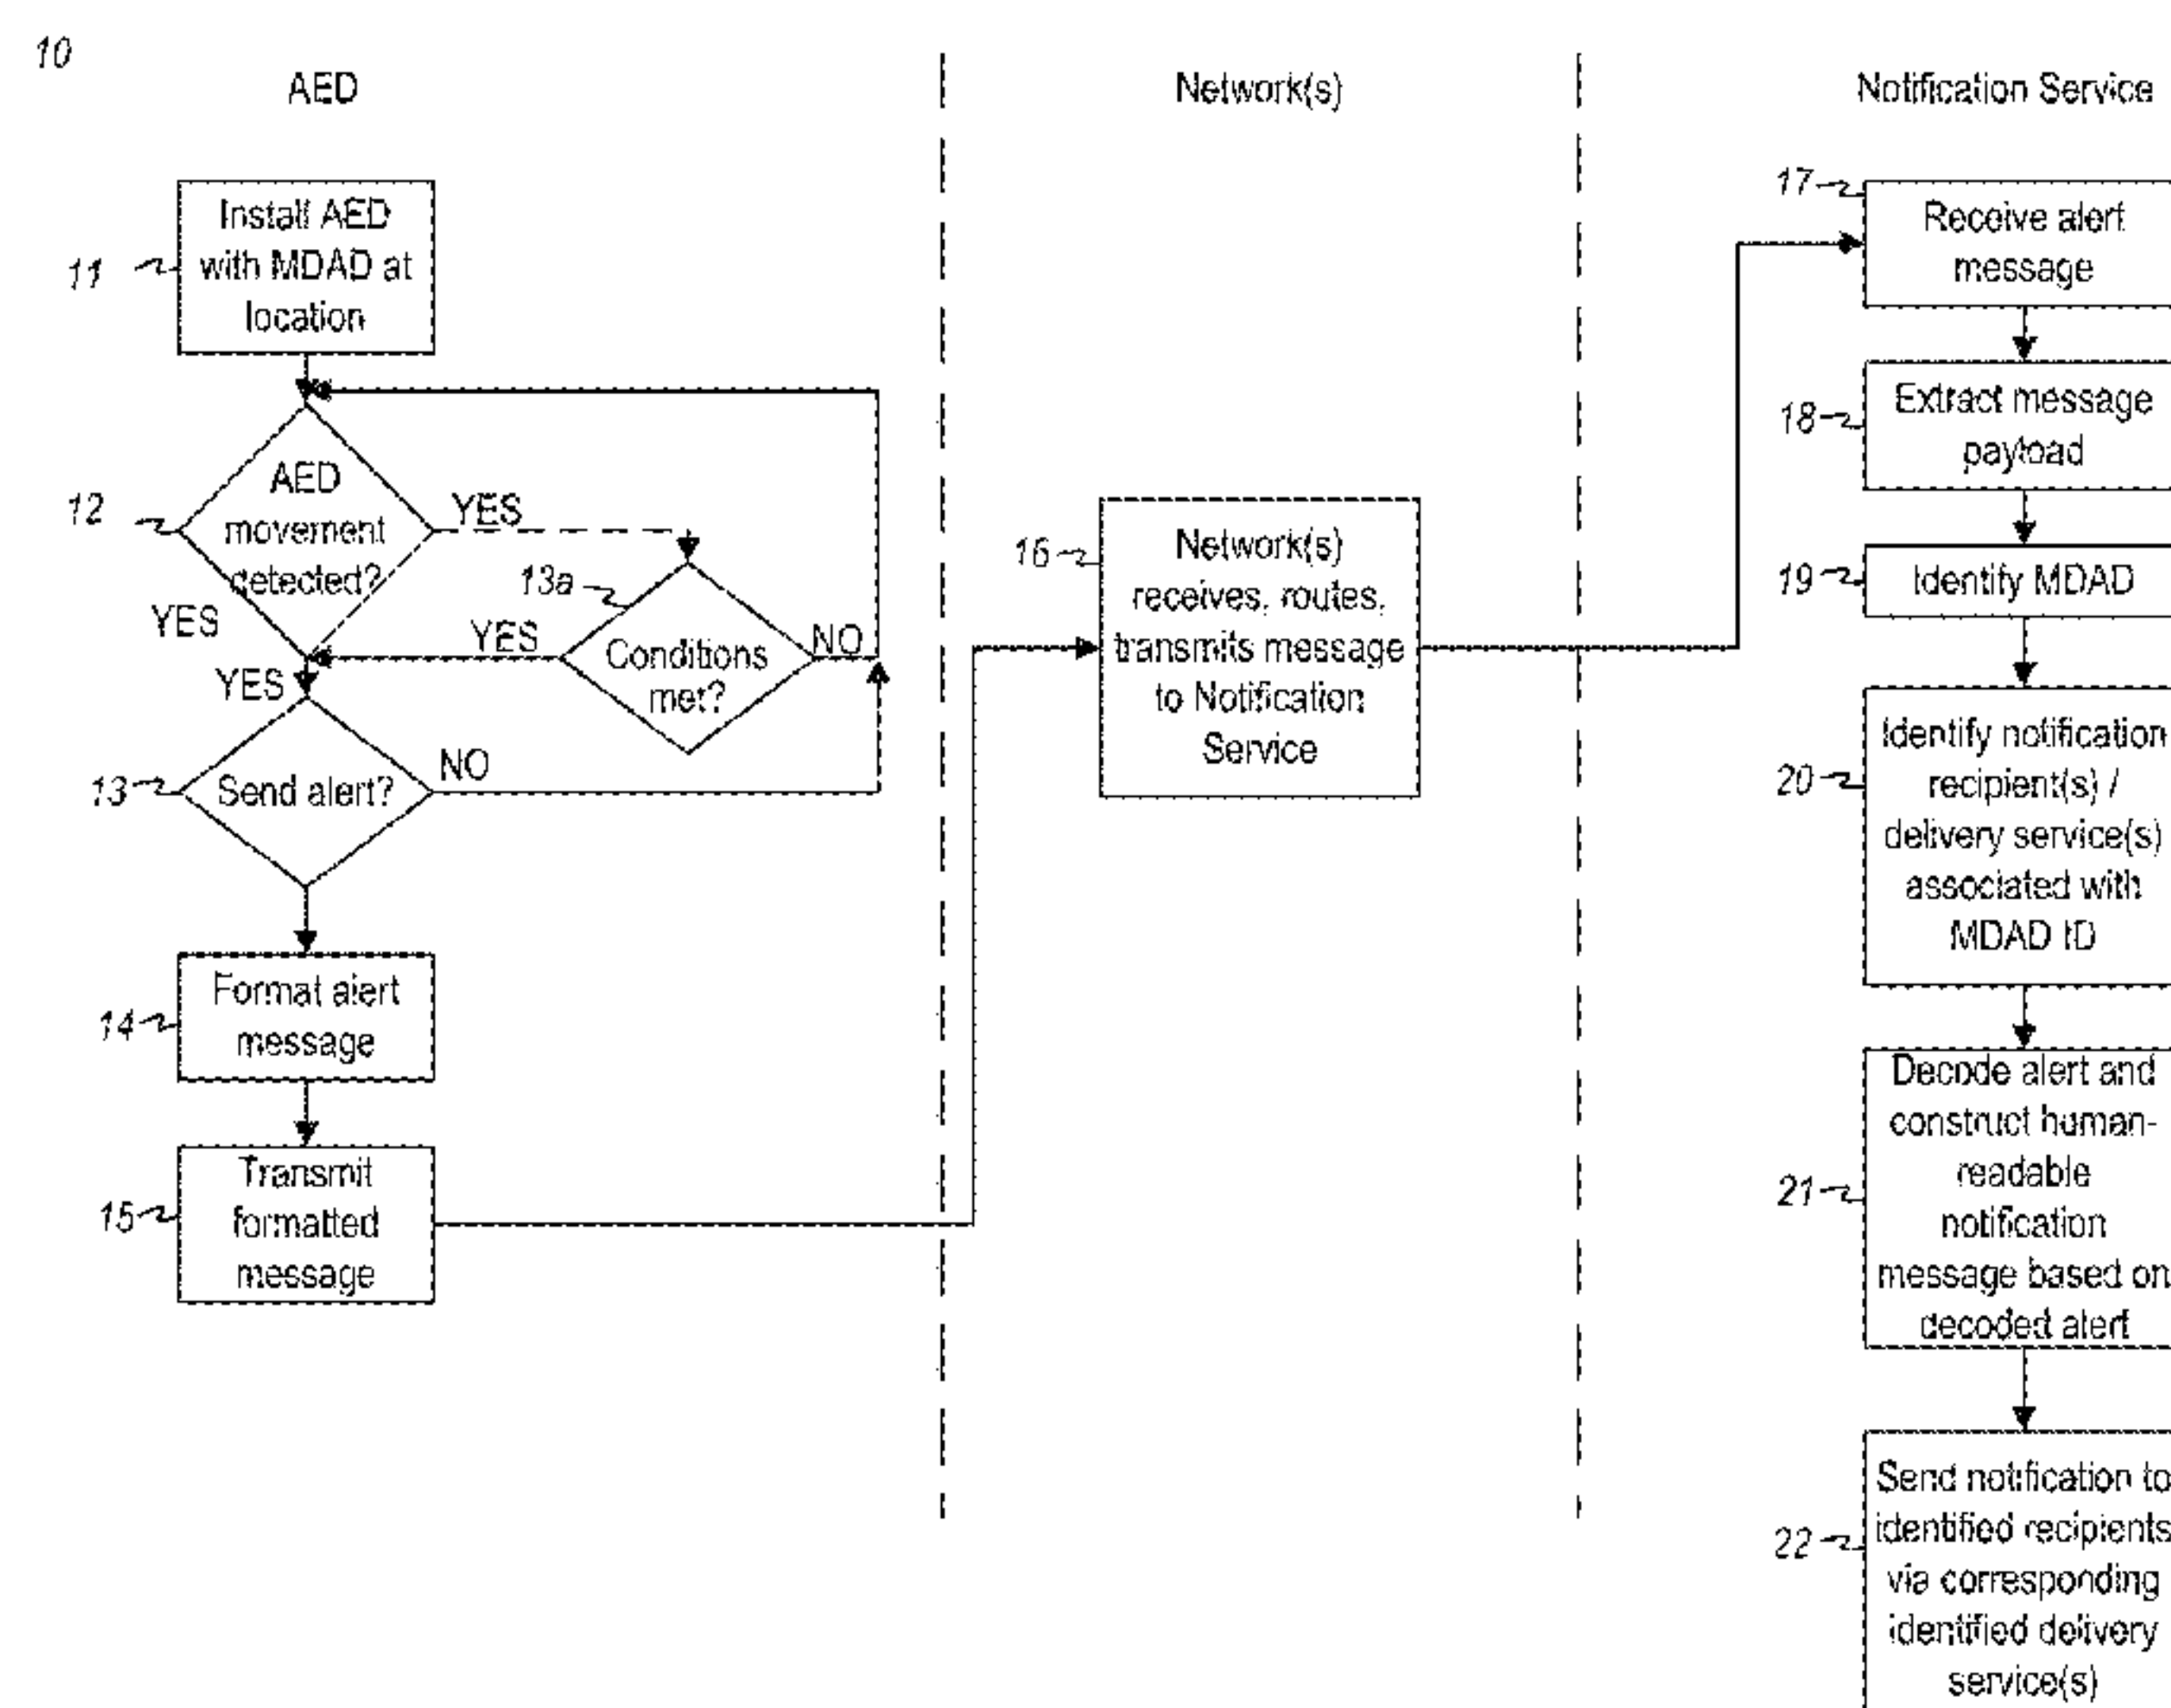 10
AED
Network(s)
Notification Service
11
Install AED
with MDAD at
location
12
AED
movement
detected?
YES
YES
13a
Conditions
met?
YES
NO
YES
13
Send alert?
NO
14
Format alert
message
15
Transmit
formatted
message
16
Network(s)
receives, routes,
transmits message
to Notification
Service
17
Receive alert
message
18
Extract message
payload
19
Identify MDAD
20
Identify notification
recipient(s) /
delivery service(s)
associated with
MDAD ID
21
Decode alert and
construct human-
readable
notification
message based on
decoded alert
22
Send notification to
identified recipients
via corresponding
identified delivery
service(s)